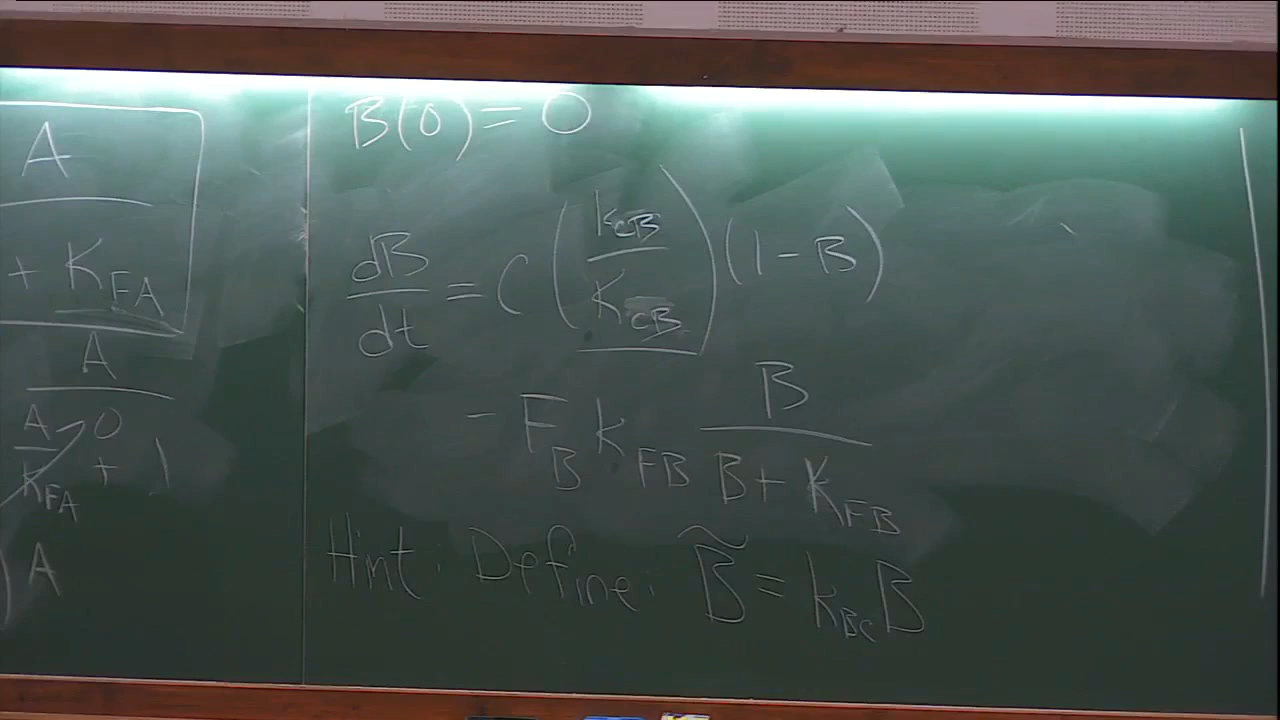 A
+ K_FA
A
A/K_FA → 0 + 1
) A
B(0) = 0
dB/dt = C (k_CB/K_CB) (1 - B)
- F_B k_FB B/(B + K_FB)
Hint: Define: B̃ = k_BC B